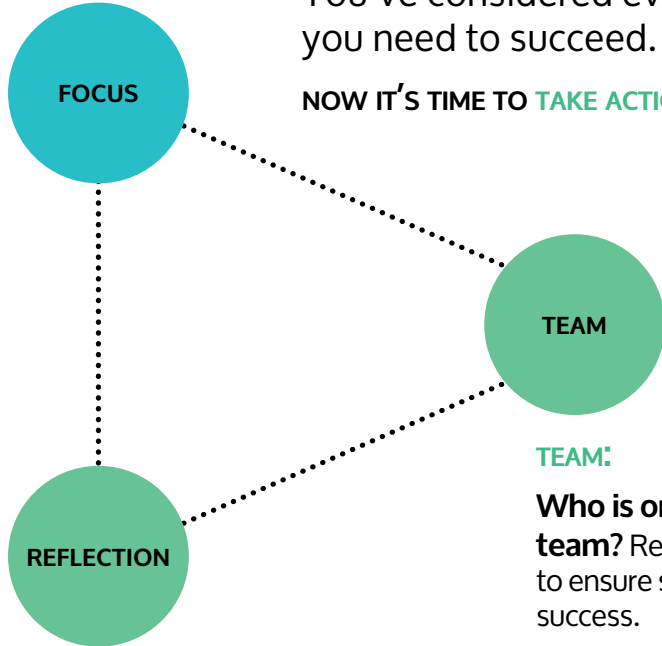 You've considered
you need to succeed.
FOCUS
NOW IT'S TIME TO TAKE
TEAM
TEAM:
Who is
team?
to ensure
success.
REFLECTION